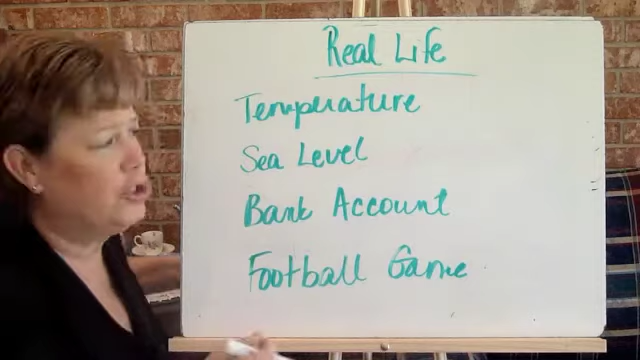 Real Life
Temperature
Sea Level
Bank Account
Football Game